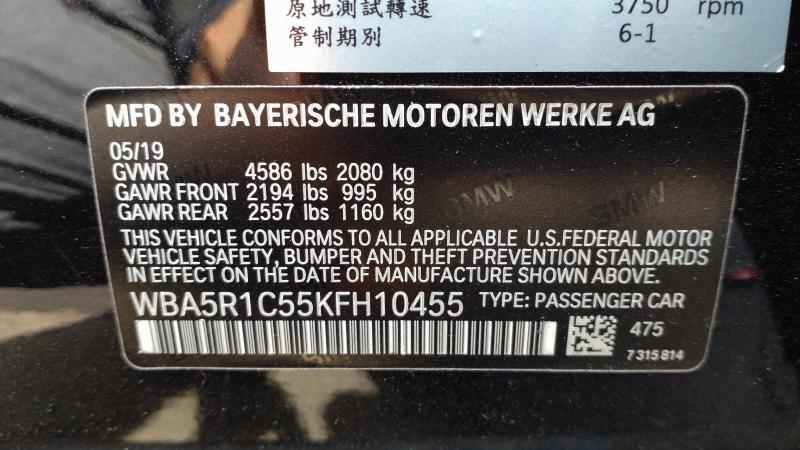 原地測試轉速 3750 rpm
管制期別 6-1
MFD BY BAYERISCHE MOTOREN WERKE AG
05/19
GVWR 4586 lbs 2080 kg
GAWR FRONT 2194 lbs 995 kg
GAWR REAR 2557 lbs 1160 kg
THIS VEHICLE CONFORMS TO ALL APPLICABLE U.S.FEDERAL MOTOR
VEHICLE SAFETY, BUMPER AND THEFT PREVENTION STANDARDS
IN EFFECT ON THE DATE OF MANUFACTURE SHOWN ABOVE.
WBA5R1C55KFH10455 TYPE: PASSENGER CAR
475
7 315 814